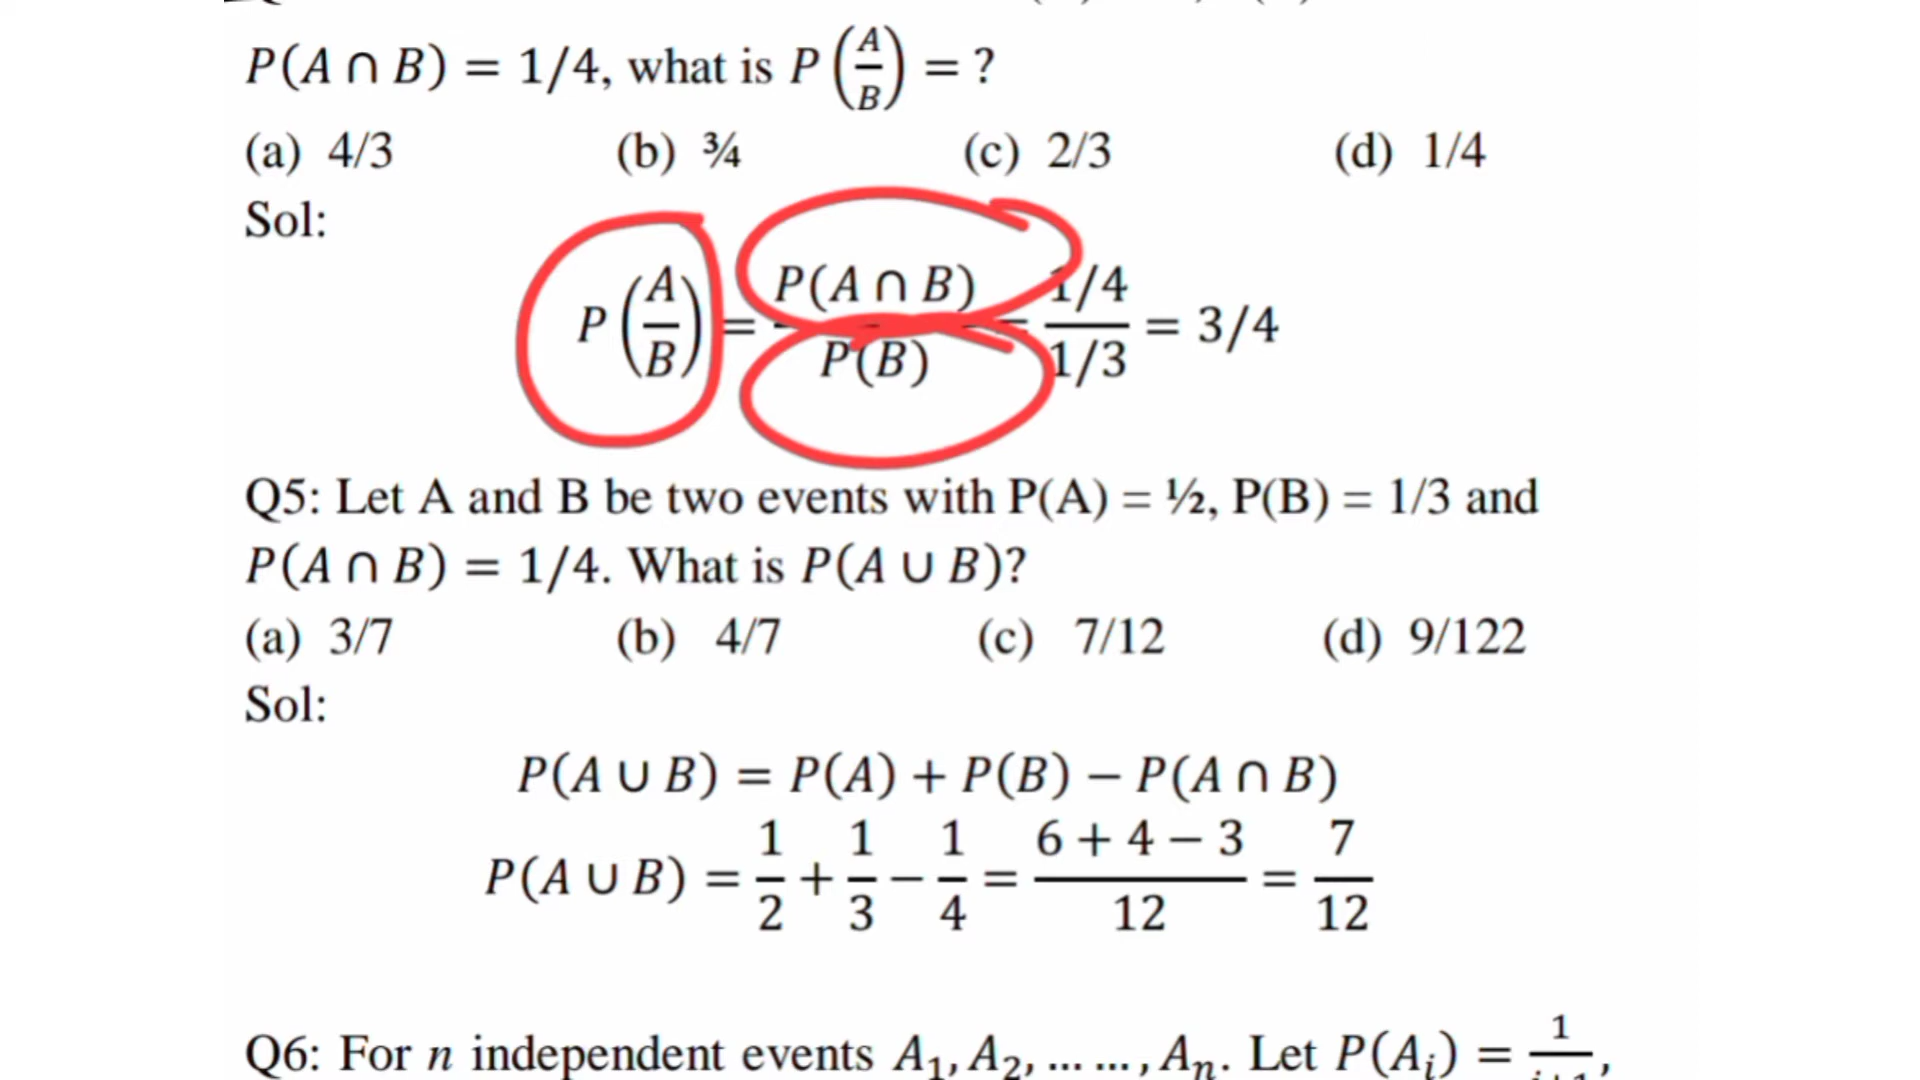 P(A ∩ B) = 1/4, what is P(A/B) = ?
(a) 4/3 (b) ¾ (c) 2/3 (d) 1/4
Sol:
P(A/B) = P(A ∩ B)/P(B) = 1/4 / 1/3 = 3/4
Q5: Let A and B be two events with P(A) = ½, P(B) = 1/3 and
P(A ∩ B) = 1/4. What is P(A ∪ B)?
(a) 3/7 (b) 4/7 (c) 7/12 (d) 9/122
Sol:
P(A ∪ B) = P(A) + P(B) − P(A ∩ B)
P(A ∪ B) = 1/2 + 1/3 − 1/4 = 6 + 4 − 3/12 = 7/12
Q6: For n independent events A₁, A₂, … …, Aₙ. Let P(Aᵢ) = 1